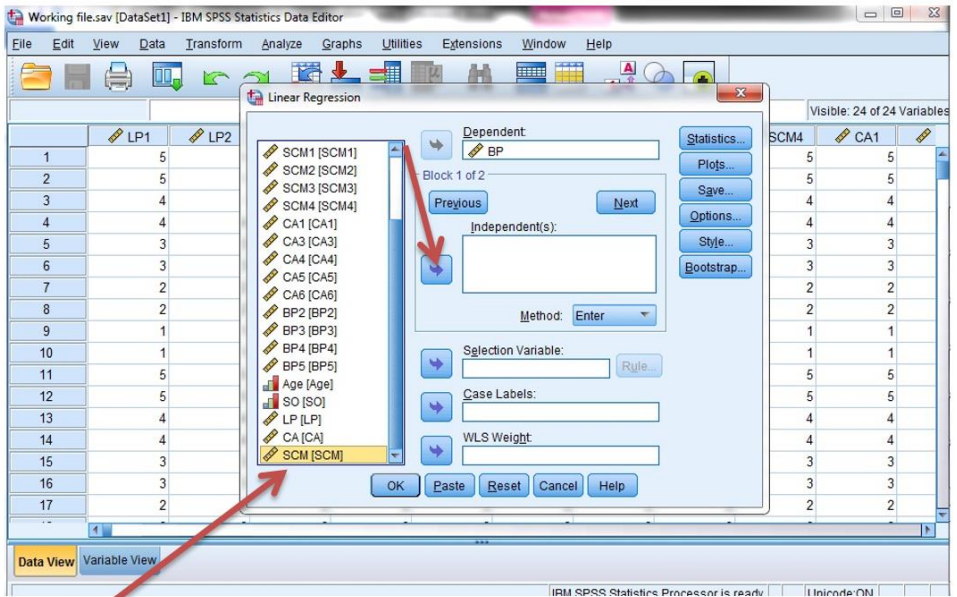 Working file.sav [DataSet1] - IBM SPSS Statistics Data Editor
File Edit View Data Transform Analyze Graphs Utilities Extensions Window Help
Visible: 24 of 24 Variables
LP1 LP2 SCM4 CA1
1 5 5 5
2 5 5 5
3 4 4 4
4 4 4 4
5 3 3 3
6 3 3 3
7 2 2 2
8 2 2 2
9 1 1 1
10 1 1 1
11 5 5 5
12 5 5 5
13 4 4 4
14 4 4 4
15 3 3 3
16 3 3 3
17 2 2 2
Linear Regression
SCM1 [SCM1]
SCM2 [SCM2]
SCM3 [SCM3]
SCM4 [SCM4]
CA1 [CA1]
CA3 [CA3]
CA4 [CA4]
CA5 [CA5]
CA6 [CA6]
BP2 [BP2]
BP3 [BP3]
BP4 [BP4]
BP5 [BP5]
Age [Age]
SO [SO]
LP [LP]
CA [CA]
SCM [SCM]
Dependent:
BP
Block 1 of 2
Previous Next
Independent(s):
Method: Enter
Selection Variable:
Rule...
Case Labels:
WLS Weight:
Statistics...
Plots...
Save...
Options...
Style...
Bootstrap...
OK Paste Reset Cancel Help
Data View Variable View
IBM SPSS Statistics Processor is ready Unicode:ON